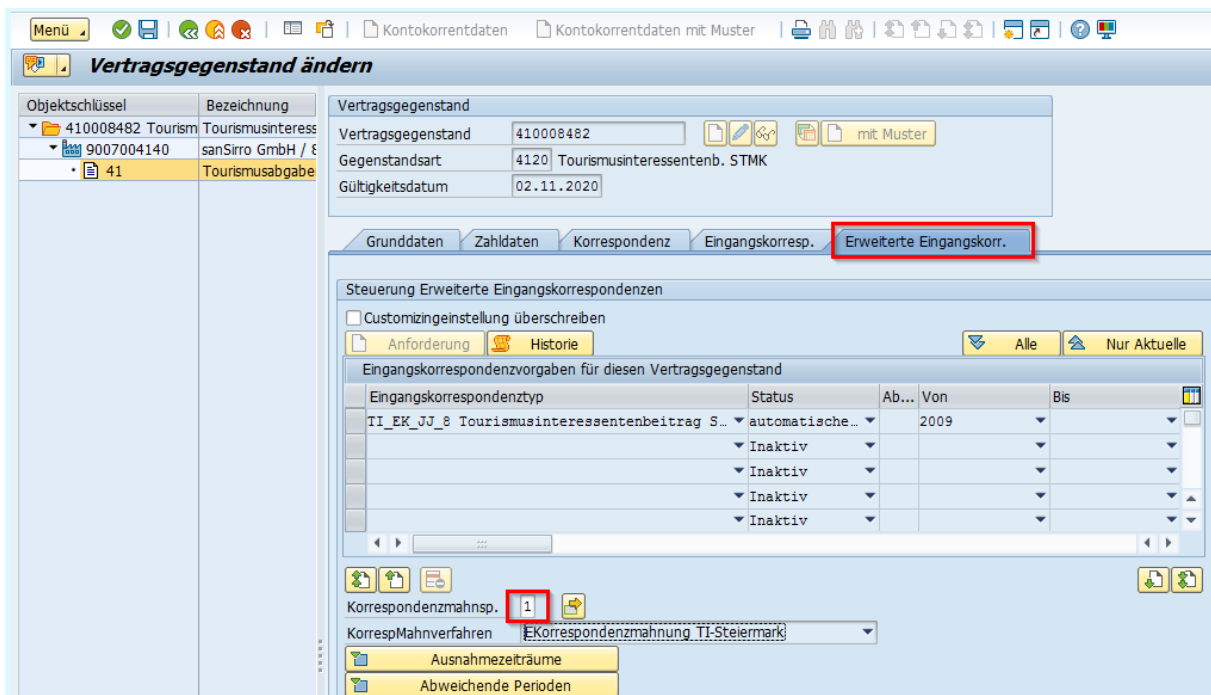 Menü Kontokorrentdaten Kontokorrentdaten mit Muster
Vertragsgegenstand ändern
Objektschlüssel Bezeichnung
410008482 Tourism Tourismusinteress
9007004140 sanSirro GmbH / 8
41 Tourismusabgabe
Vertragsgegenstand
Vertragsgegenstand 410008482 mit Muster
Gegenstandsart 4120 Tourismusinteressentenb. STMK
Gültigkeitsdatum 02.11.2020
Grunddaten Zahldaten Korrespondenz Eingangskorresp. Erweiterte Eingangskorr.
Steuerung Erweiterte Eingangskorrespondenzen
Customizingeinstellung überschreiben
Anforderung Historie Alle Nur Aktuelle
Eingangskorrespondenzvorgaben für diesen Vertragsgegenstand
Eingangskorrespondenztyp Status Ab... Von Bis
TI_EK_JJ_8 Tourismusinteressentenbeitrag S… automatische… 2009
Inaktiv
Inaktiv
Inaktiv
Inaktiv
Korrespondenzmahnsp. 1
KorrespMahnverfahren EKorrespondenzmahnung TI-Steiermark
Ausnahmezeiträume
Abweichende Perioden